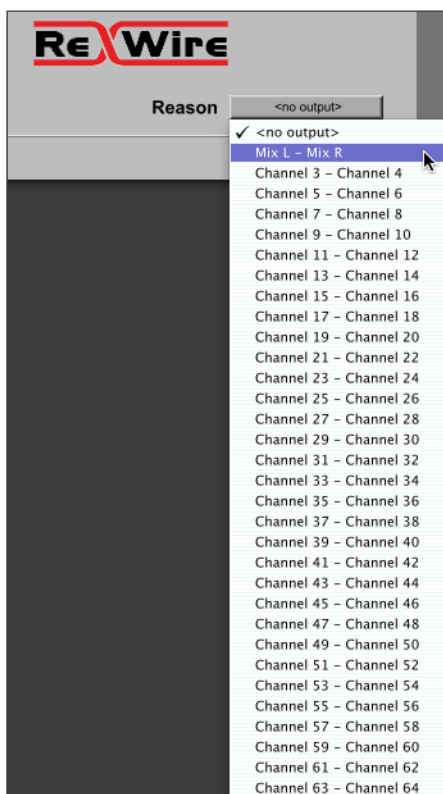 ReWire
Reason <no output>
✓ <no output>
Mix L – Mix R
Channel 3 – Channel 4
Channel 5 – Channel 6
Channel 7 – Channel 8
Channel 9 – Channel 10
Channel 11 – Channel 12
Channel 13 – Channel 14
Channel 15 – Channel 16
Channel 17 – Channel 18
Channel 19 – Channel 20
Channel 21 – Channel 22
Channel 23 – Channel 24
Channel 25 – Channel 26
Channel 27 – Channel 28
Channel 29 – Channel 30
Channel 31 – Channel 32
Channel 33 – Channel 34
Channel 35 – Channel 36
Channel 37 – Channel 38
Channel 39 – Channel 40
Channel 41 – Channel 42
Channel 43 – Channel 44
Channel 45 – Channel 46
Channel 47 – Channel 48
Channel 49 – Channel 50
Channel 51 – Channel 52
Channel 53 – Channel 54
Channel 55 – Channel 56
Channel 57 – Channel 58
Channel 59 – Channel 60
Channel 61 – Channel 62
Channel 63 – Channel 64